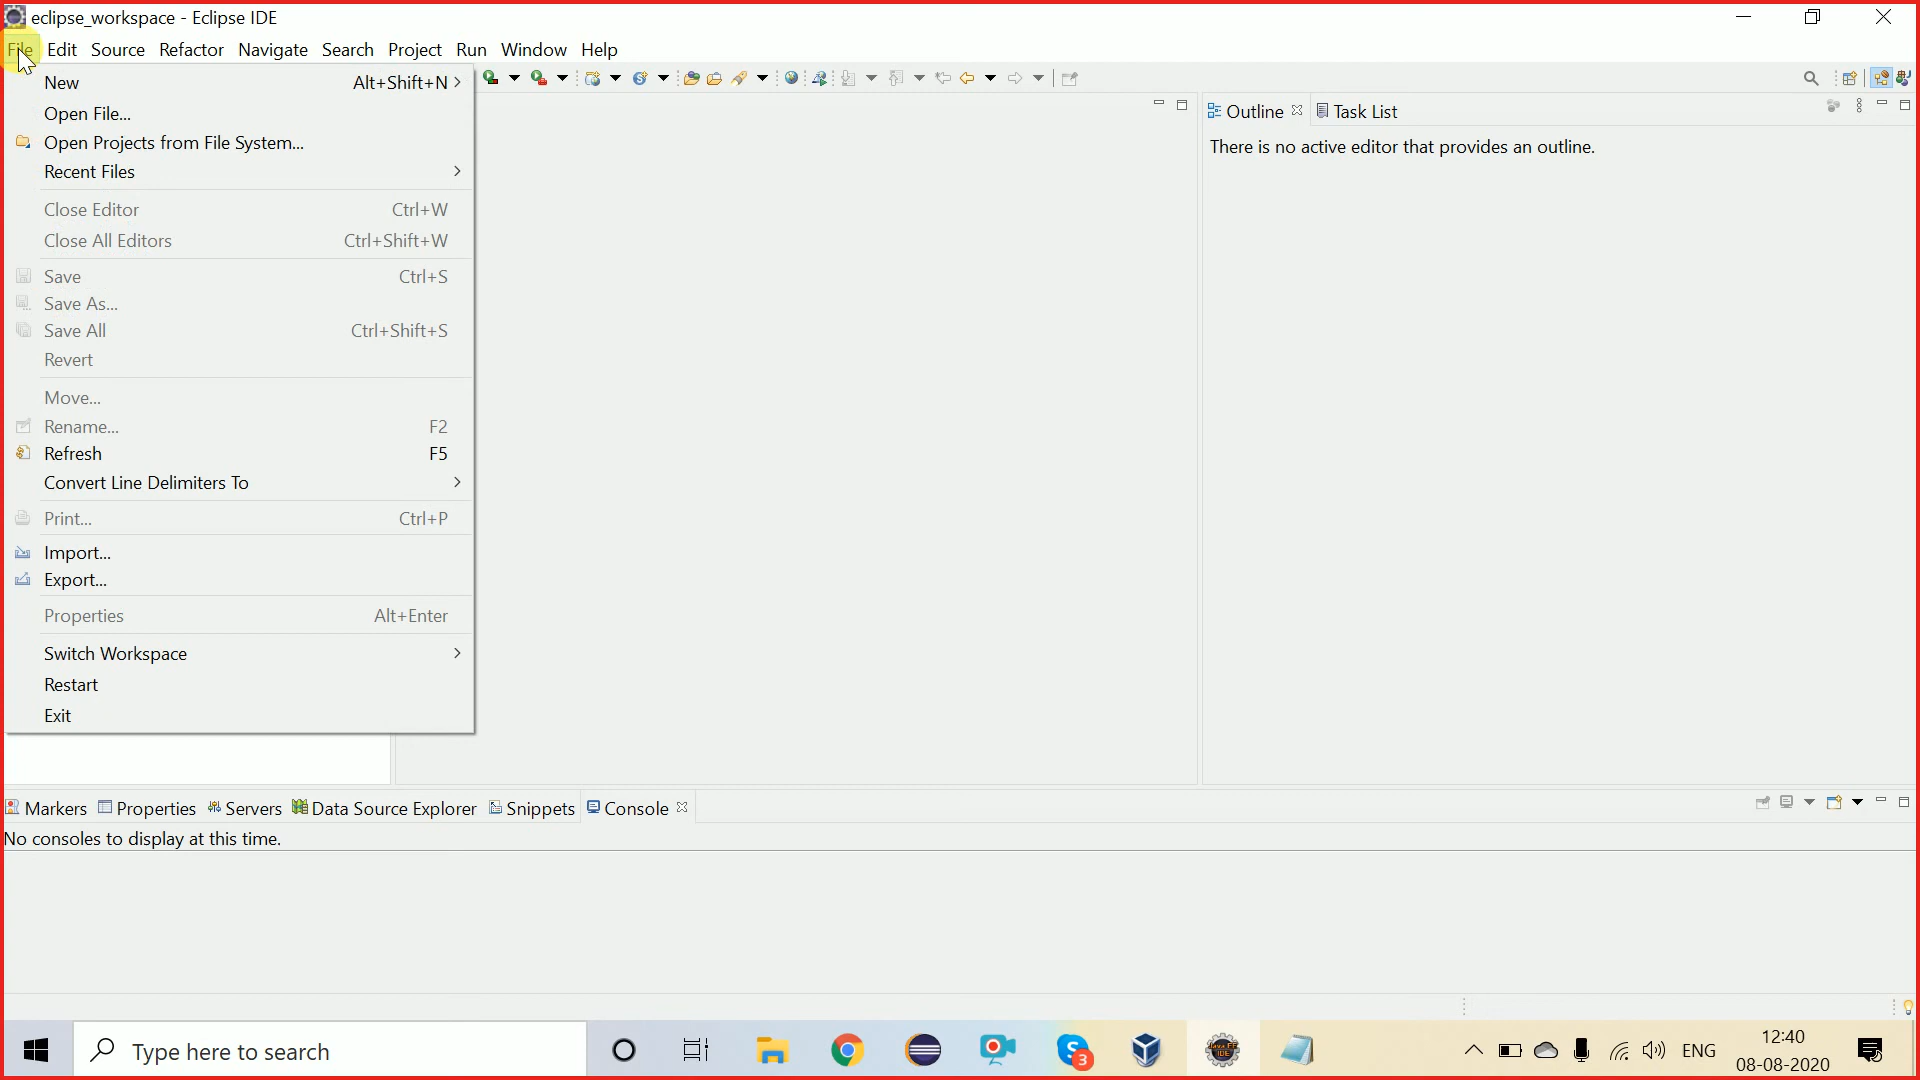 eclipse_workspace - Eclipse IDE
File Edit Source Refactor Navigate Search Project Run Window Help
New Alt+Shift+N
Open File...
Open Projects from File System...
Recent Files
Close Editor Ctrl+W
Close All Editors Ctrl+Shift+W
Save Ctrl+S
Save As...
Save All Ctrl+Shift+S
Revert
Move...
Rename... F2
Refresh F5
Convert Line Delimiters To
Print... Ctrl+P
Import...
Export...
Properties Alt+Enter
Switch Workspace
Restart
Exit
Outline Task List
There is no active editor that provides an outline.
Markers Properties Servers Data Source Explorer Snippets Console
No consoles to display at this time.
Type here to search
3
ENG
12:40
08-08-2020